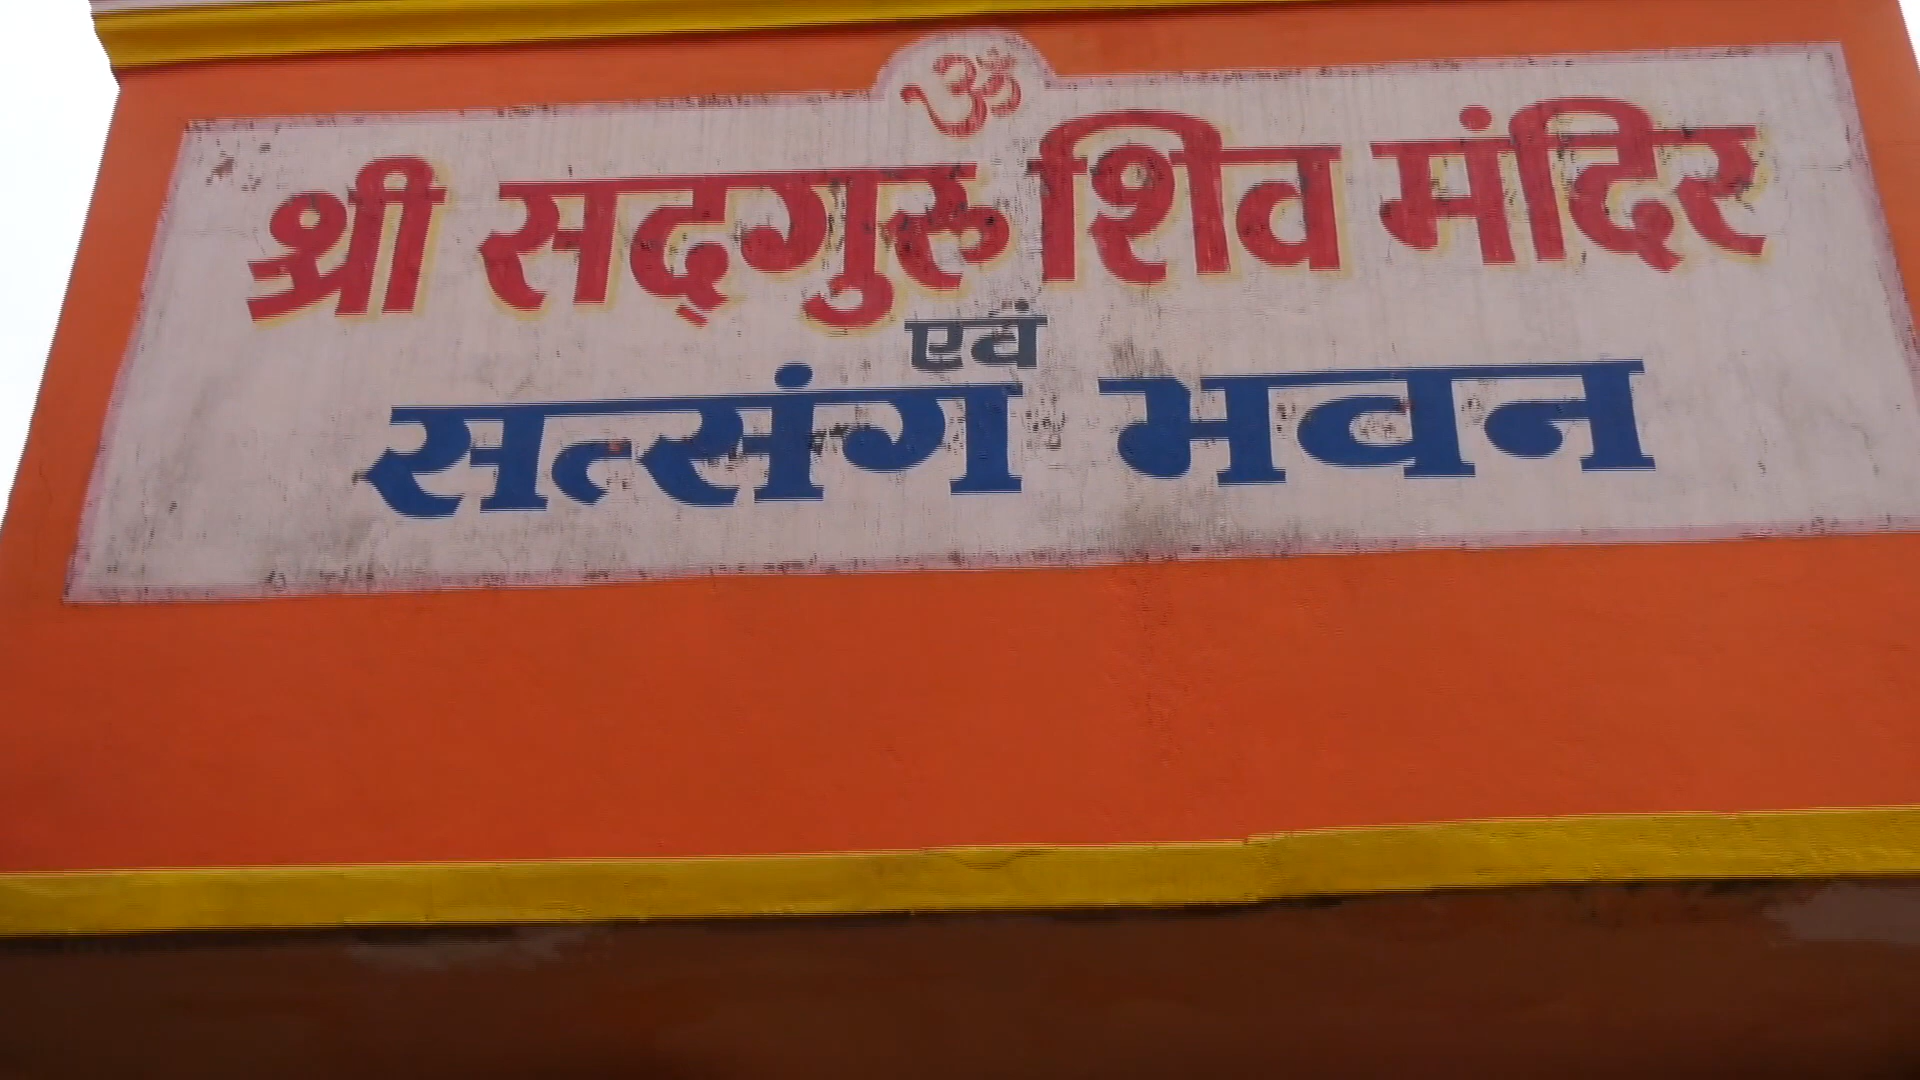 ॐ
श्री सद्गुरू शिव मंदिर
एवं
सत्संग भवन